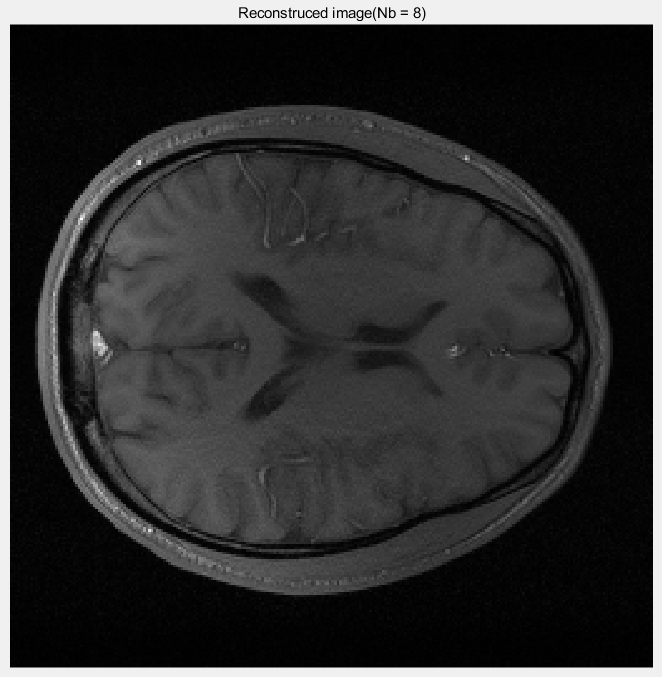 Reconstruced image(Nb = 8)